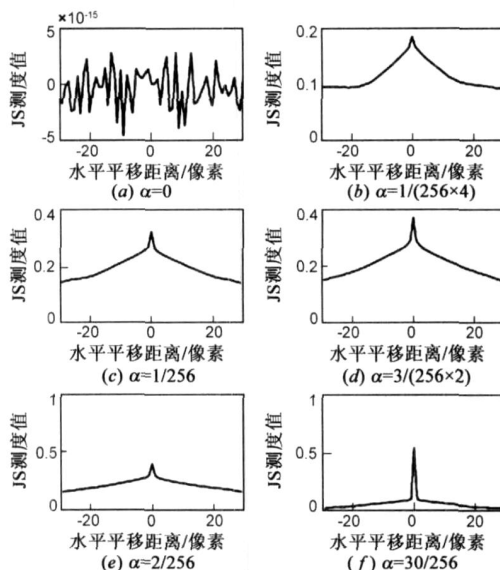 ×10⁻¹⁵
5
0
-5
JS测度值
-20 0 20
水平平移距离/像素
(a) α=0
0.2
0.1
0
JS测度值
-20 0 20
水平平移距离/像素
(b) α=1/(256×4)
0.4
0.2
0
JS测度值
-20 0 20
水平平移距离/像素
(c) α=1/256
0.4
0.2
0
JS测度值
-20 0 20
水平平移距离/像素
(d) α=3/(256×2)
1
0.5
0
JS测度值
-20 0 20
水平平移距离/像素
(e) α=2/256
1
0.5
0
JS测度值
-20 0 20
水平平移距离/像素
(f) α=30/256